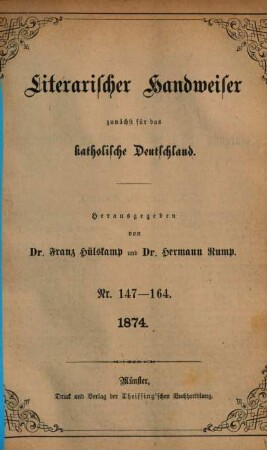 Literarischer Handweiser
zunächst für das
katholische Deutschland.
Herausgegeben
von
Dr. Franz Hülskamp und Dr. Hermann Rump.
Nr. 147—164.
1874.
Münster,
Druck und Verlag der Theissing'schen Buchhandlung.